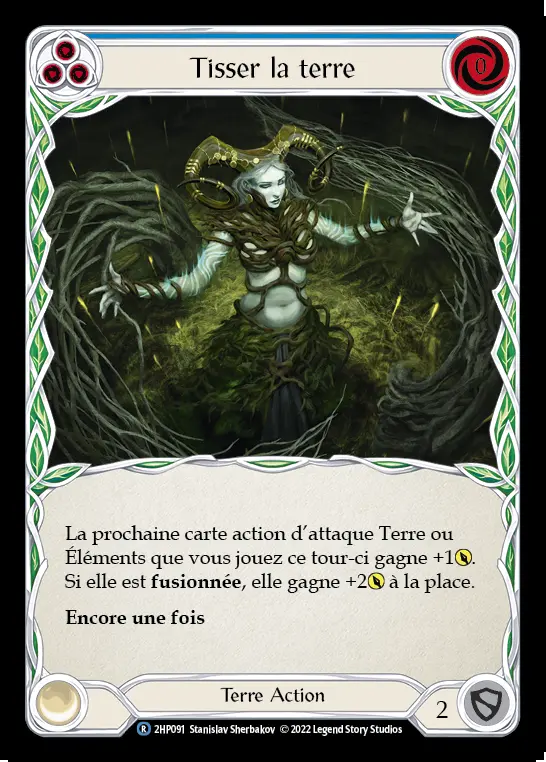 Tisser la terre
0
La prochaine carte action d'attaque Terre ou
Éléments que vous jouez ce tour-ci gagne +1.
Si elle est fusionnée, elle gagne +2 à la place.
Encore une fois
Terre Action
2
R 2HP091 Stanislav Sherbakov © 2022 Legend Story Studios